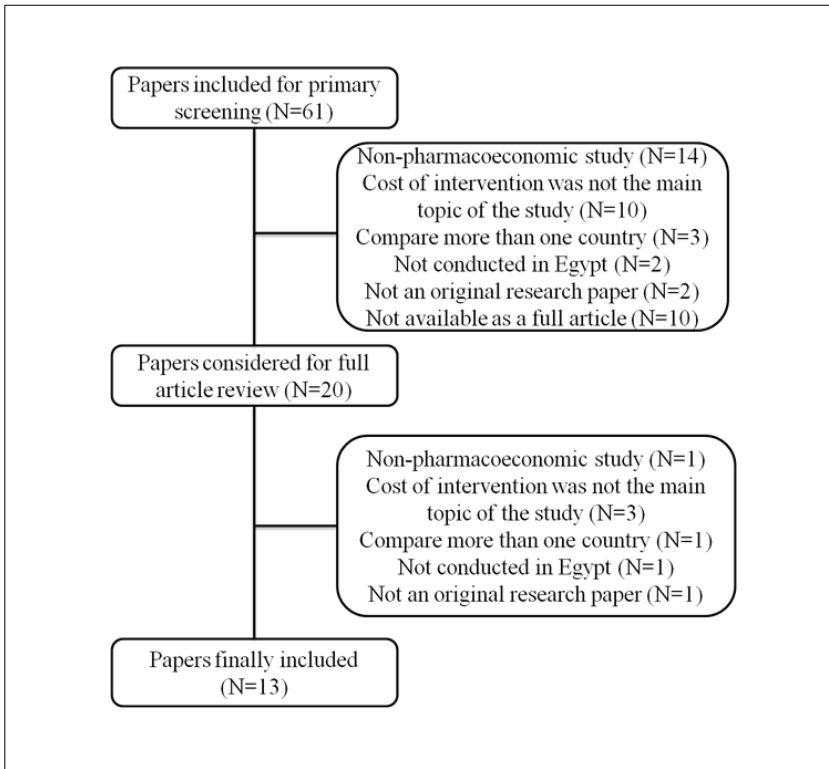 Papers included for primary
screening (N=61)
Non-pharmacoeconomic study (N=14)
Cost of intervention was not the main
topic of the study (N=10)
Compare more than one country (N=3)
Not conducted in Egypt (N=2)
Not an original research paper (N=2)
Not available as a full article (N=10)
Papers considered for full
article review (N=20)
Non-pharmacoeconomic study (N=1)
Cost of intervention was not the main
topic of the study (N=3)
Compare more than one country (N=1)
Not conducted in Egypt (N=1)
Not an original research paper (N=1)
Papers finally included
(N=13)